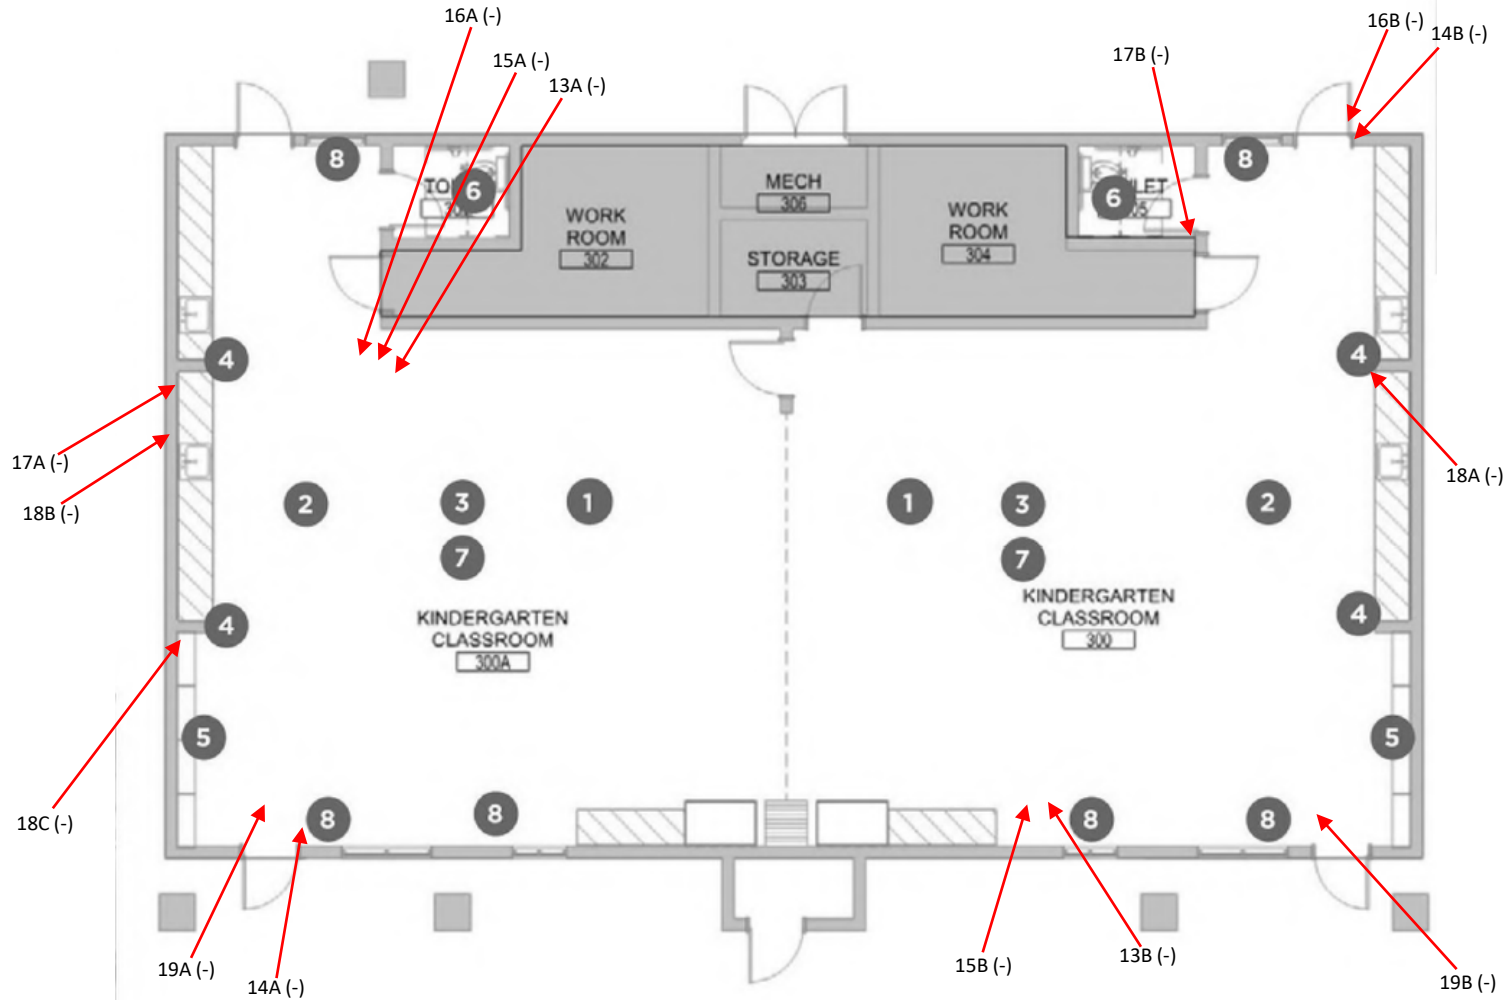 16A (-)
16B (-)
14B (-)
15A (-)
17B (-)
13A (-)
8
8
6
TO
MECH
306
6
LET
WORK
ROOM
302
WORK
ROOM
304
STORAGE
303
4
4
17A (-)
18A (-)
18B (-)
2
3
1
1
3
2
7
7
KINDERGARTEN
CLASSROOM
300A
KINDERGARTEN
CLASSROOM
300
4
4
5
5
18C (-)
8
8
8
8
19A (-)
14A (-)
15B (-)
13B (-)
19B (-)